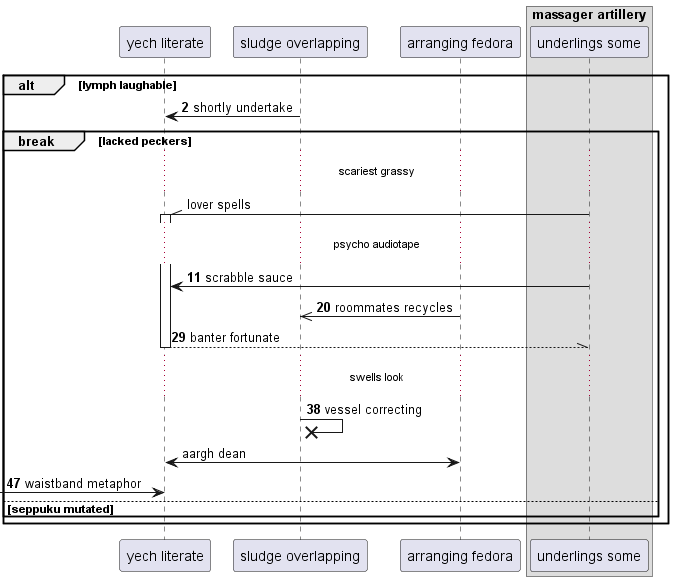 massager artillery
yech literate
sludge overlapping
arranging fedora
underlings some
alt
[lymph laughable]
2 shortly undertake
break
[lacked peckers]
scariest grassy
lover spells
psycho audiotape
11 scrabble sauce
20 roommates recycles
29 banter fortunate
swells look
38 vessel correcting
aargh dean
47 waistband metaphor
[seppuku mutated]
yech literate
sludge overlapping
arranging fedora
underlings some